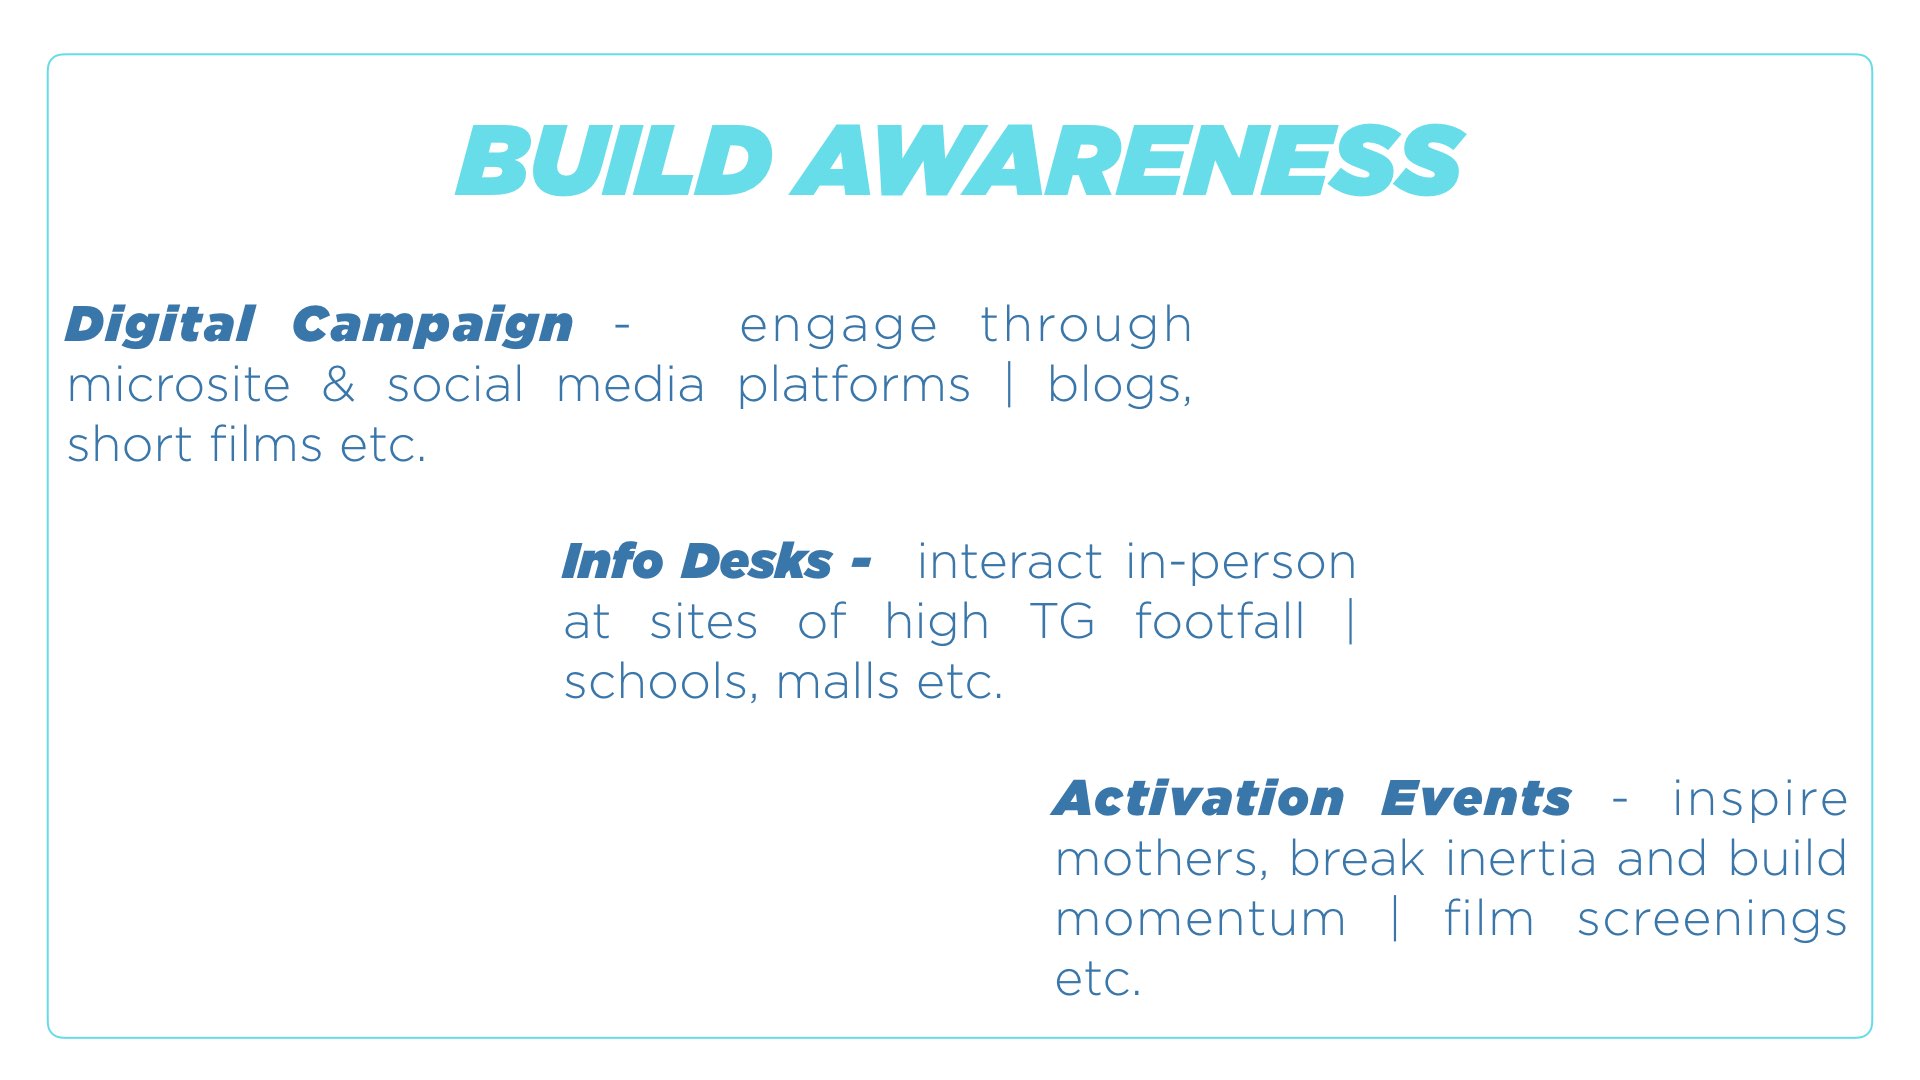 BUILD AWARENESS
Digital Campaign - engage through
microsite & social media platforms | blogs,
short films etc.
Info Desks - interact in-person
at sites of high TG footfall |
schools, malls etc.
Activation Events - inspire
mothers, break inertia and build
momentum | film screenings
etc.